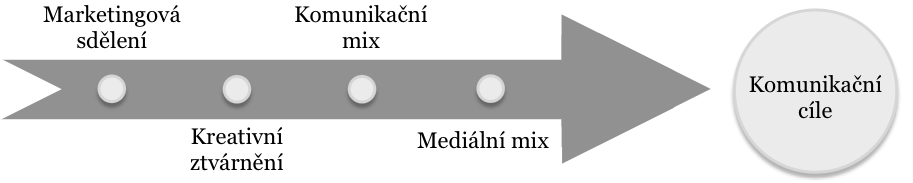 Marketingová
sdělení
Kreativní
ztvárnění
Komunikační
mix
Mediální mix
Komunikační
cíle